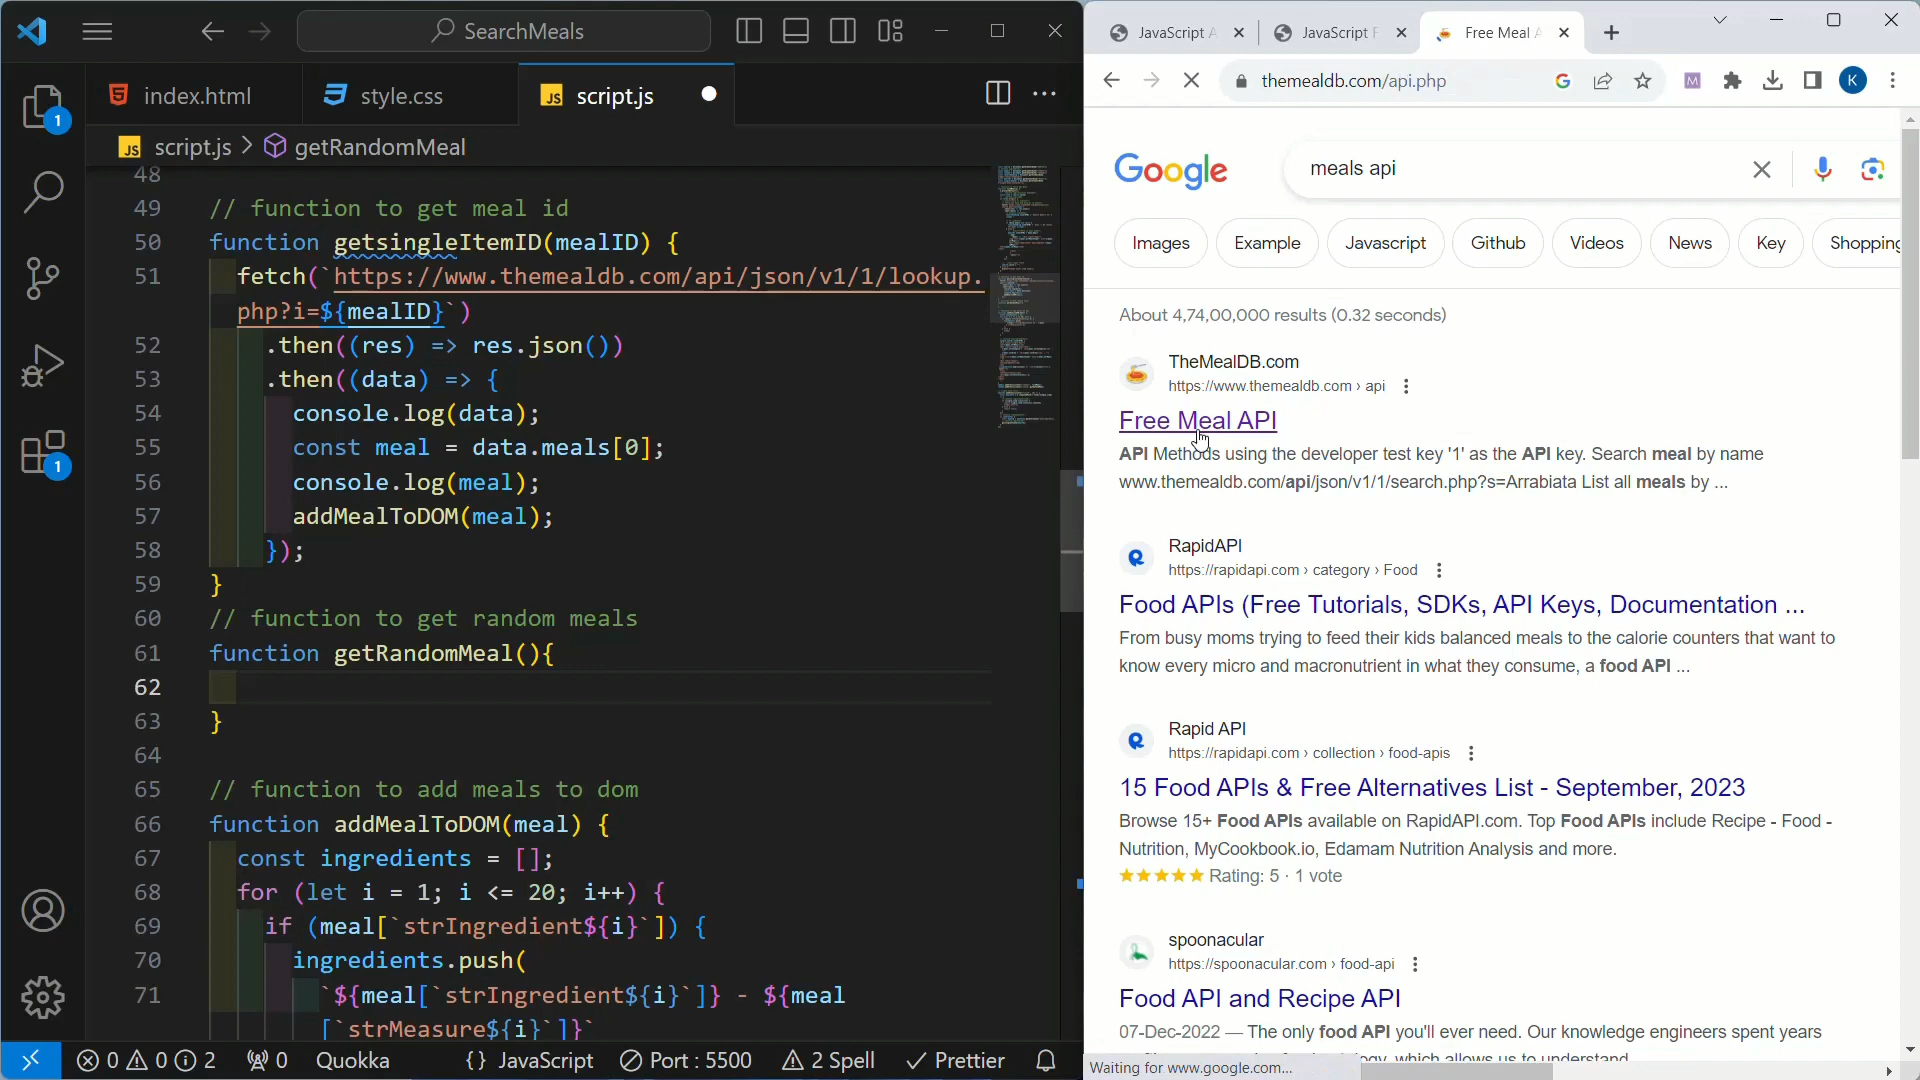 SearchMeals
index.html
style.css
script.js
script.js > getRandomMeal
48
49 // function to get meal id
50 function getsingleItemID(mealID) {
51 fetch(`https://www.themealdb.com/api/json/v1/1/lookup.
php?i=${mealID}`)
52 .then((res) => res.json())
53 .then((data) => {
54 console.log(data);
55 const meal = data.meals[0];
56 console.log(meal);
57 addMealToDOM(meal);
58 });
59 }
60 // function to get random meals
61 function getRandomMeal(){
62
63 }
64
65 // function to add meals to dom
66 function addMealToDOM(meal) {
67 const ingredients = [];
68 for (let i = 1; i <= 20; i++) {
69 if (meal[`strIngredient${i}`]) {
70 ingredients.push(
71 `${meal[`strIngredient${i}`]} - ${meal
[`strMeasure${i}`]}`
1
1
0 0 2 0 Quokka {} JavaScript Port : 5500 2 Spell Prettier
JavaScript A
JavaScript F
Free Meal A
themealdb.com/api.php
K
Google
meals api
Images Example Javascript Github Videos News Key Shopping
About 4,74,00,000 results (0.32 seconds)
TheMealDB.com
https://www.themealdb.com › api
Free Meal API
API Methods using the developer test key '1' as the API key. Search meal by name
www.themealdb.com/api/json/v1/1/search.php?s=Arrabiata List all meals by ...
RapidAPI
https://rapidapi.com › category › Food
Food APIs (Free Tutorials, SDKs, API Keys, Documentation ...
From busy moms trying to feed their kids balanced meals to the calorie counters that want to
know every micro and macronutrient in what they consume, a food API ...
Rapid API
https://rapidapi.com › collection › food-apis
15 Food APIs & Free Alternatives List - September, 2023
Browse 15+ Food APIs available on RapidAPI.com. Top Food APIs include Recipe - Food -
Nutrition, MyCookbook.io, Edamam Nutrition Analysis and more.
Rating: 5 · 1 vote
spoonacular
https://spoonacular.com › food-api
Food API and Recipe API
07-Dec-2022 — The only food API you'll ever need. Our knowledge engineers spent years
which allows us to understand
Waiting for www.google.com...